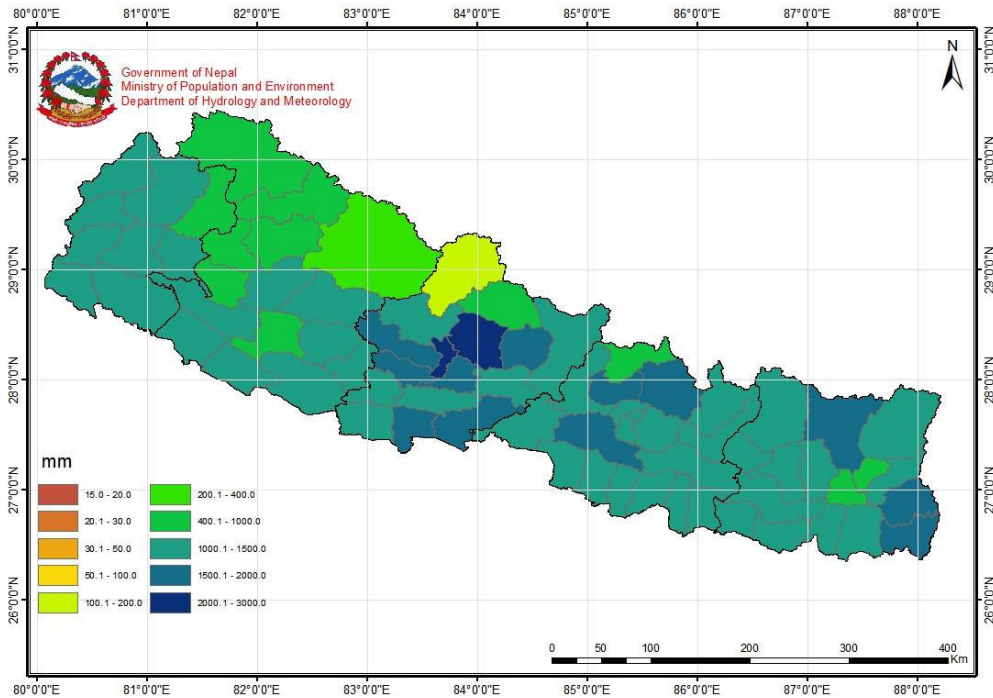 80°0'0"E 81°0'0"E 82°0'0"E 83°0'0"E 84°0'0"E 85°0'0"E 86°0'0"E 87°0'0"E 88°0'0"E
Government of Nepal
Ministry of Population and Environment
Department of Hydrology and Meteorology
N
31°0'0"N 31°0'0"N
30°0'0"N 30°0'0"N
29°0'0"N 29°0'0"N
28°0'0"N 28°0'0"N
27°0'0"N 27°0'0"N
26°0'0"N 26°0'0"N
mm
15.0 - 20.0 200.1 - 400.0
20.1 - 30.0 400.1 - 1000.0
30.1 - 50.0 1000.1 - 1500.0
50.1 - 100.0 1500.1 - 2000.0
100.1 - 200.0 2000.1 - 3000.0
0 50 100 200 300 400
Km
80°0'0"E 81°0'0"E 82°0'0"E 83°0'0"E 84°0'0"E 85°0'0"E 86°0'0"E 87°0'0"E 88°0'0"E